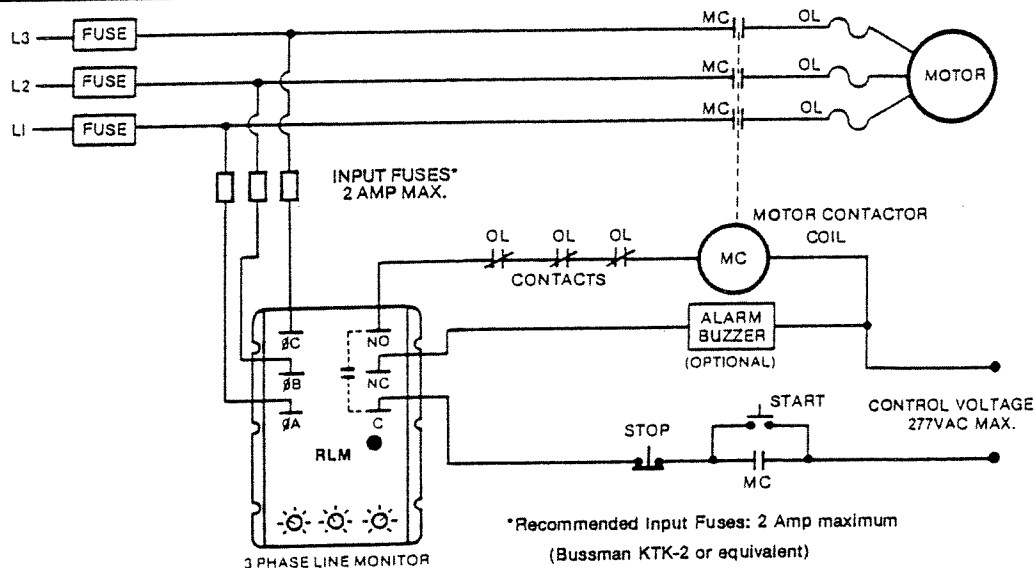 MC OL
L3 FUSE
MC OL
L2 FUSE MOTOR
MC OL
L1 FUSE
INPUT FUSES*
2 AMP MAX.
MOTOR CONTACTOR
COIL
OL OL OL
MC
CONTACTS
ALARM
BUZZER
(OPTIONAL)
ØC NO
ØB NC
ØA C
RLM
START
CONTROL VOLTAGE
277VAC MAX.
STOP
MC
*Recommended Input Fuses: 2 Amp maximum
(Bussman KTK-2 or equivalent)
3 PHASE LINE MONITOR